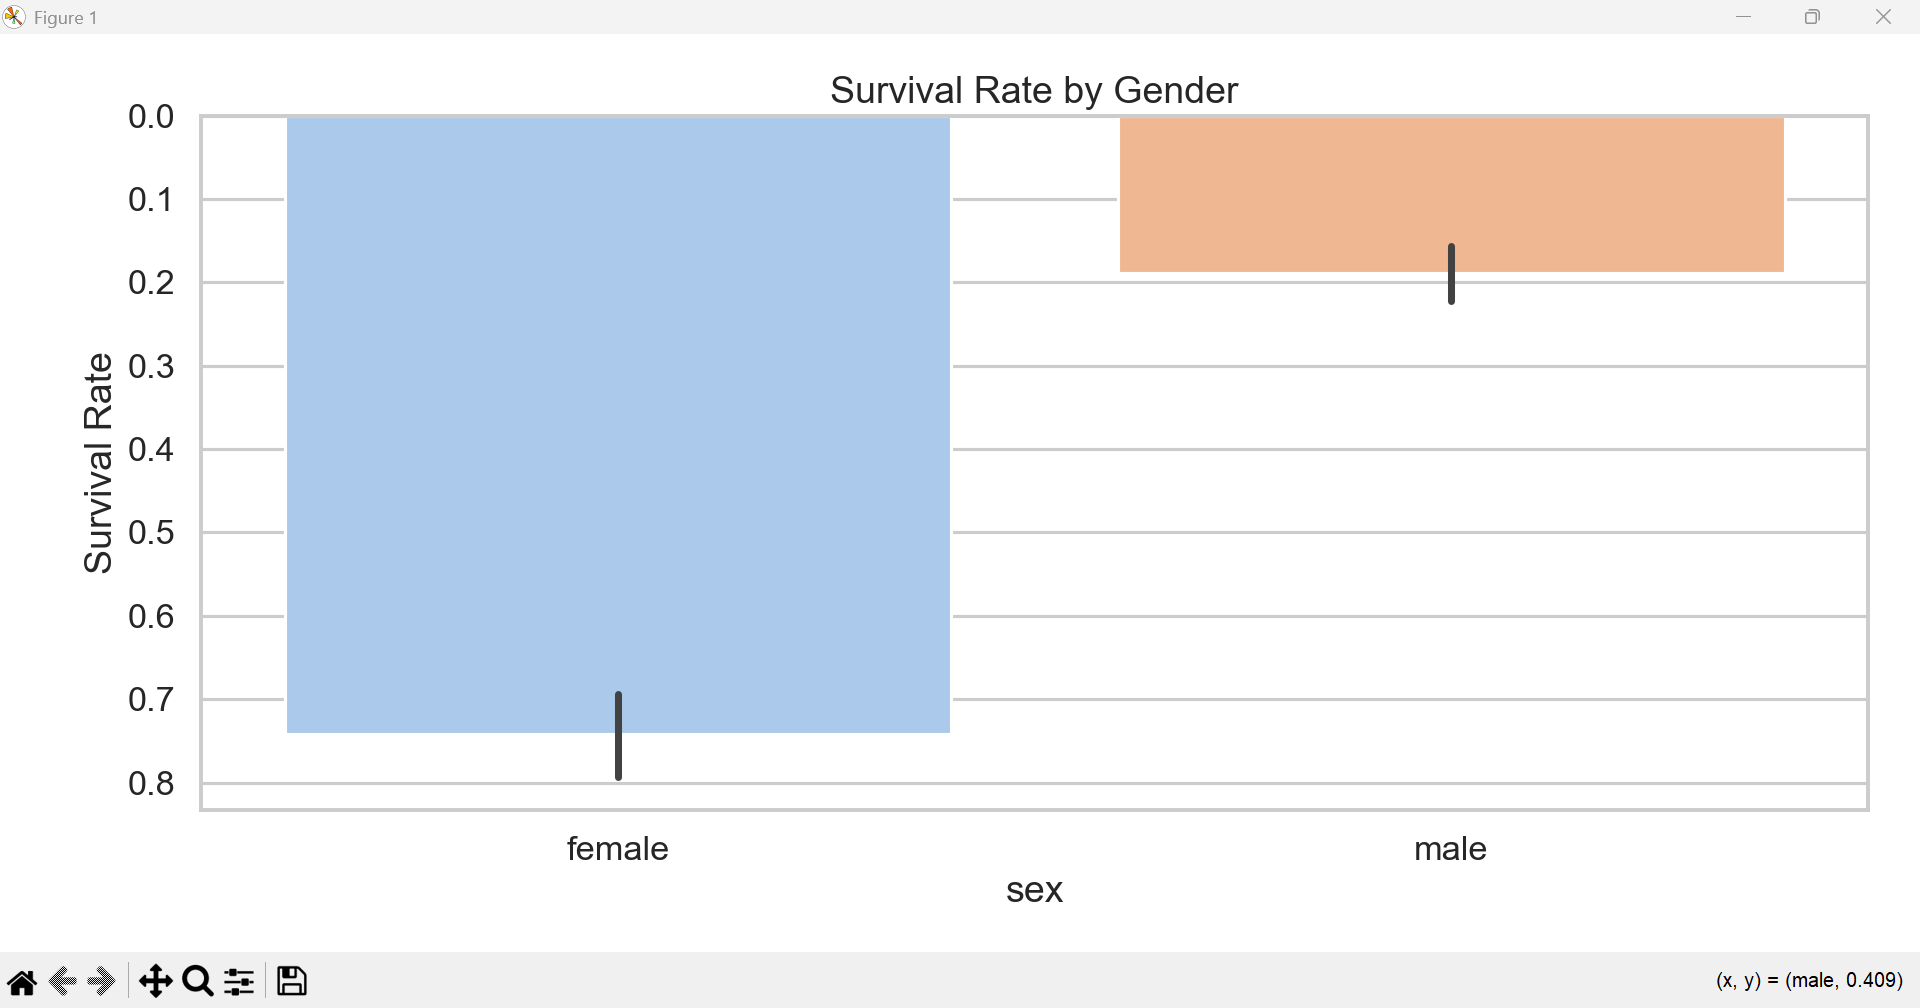 Figure 1
Survival Rate by Gender
0.0
0.1
0.2
0.3
0.4
0.5
0.6
0.7
0.8
Survival Rate
female
male
sex
(x, y) = (male, 0.409)